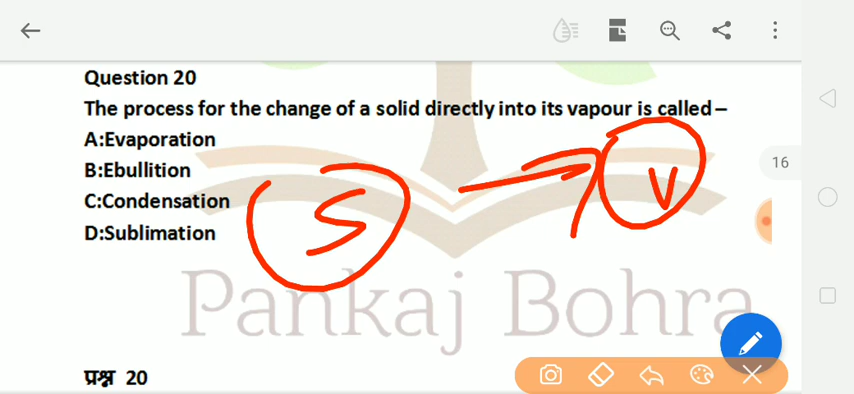 Question 20
The process for the change of a solid directly into its vapour is called –
A:Evaporation
B:Ebullition
C:Condensation
D:Sublimation
S
V
16
Pankaj Bohra
प्रश्न 20